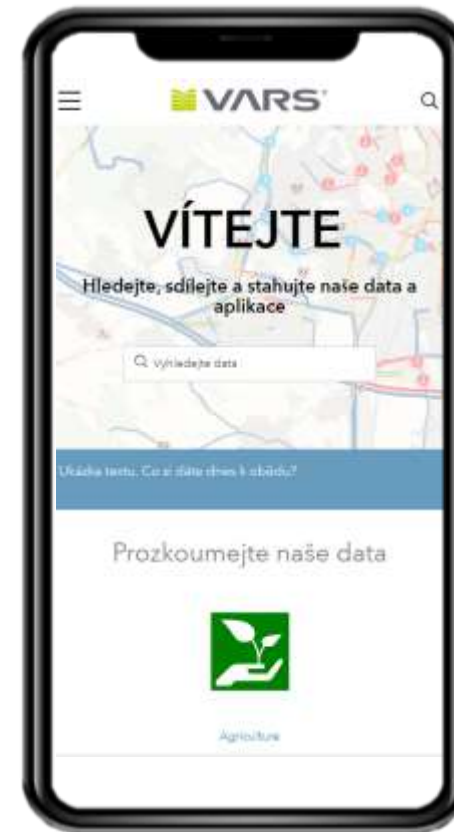 VARS
VÍTEJTE
Hledejte, sdílejte a stahujte naše data a
aplikace
Vyhledejte data
Ukázka textu. Co si dáte dnes k obědu?
Prozkoumejte naše data
Agriculture